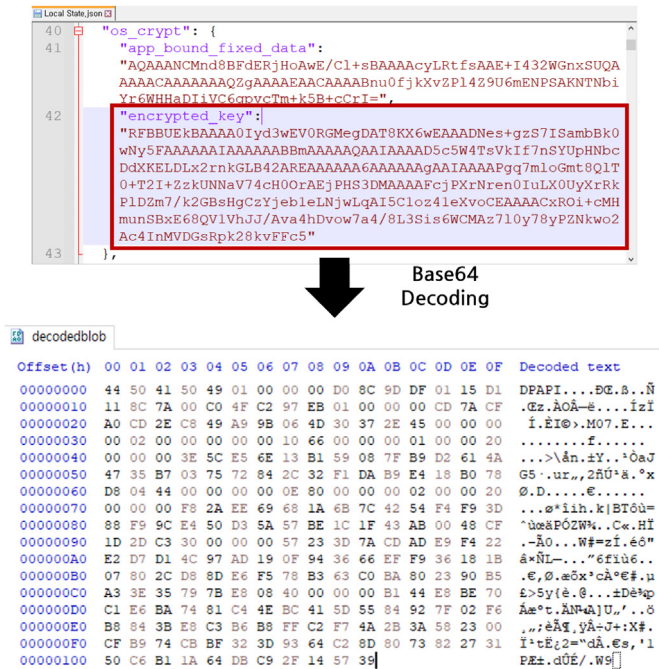 Local State.json
40 "os_crypt": {
41 "app_bound_fixed_data":
"AQAAANCMnd8BFdERjHoAwE/Cl+sBAAAAcyLRtfsAAE+I432WGnxSUQA
AAAACAAAAAAAQZgAAAAEAACAAAABnu0fjkXvZPl4Z9U6mENPSAKNTNbi
Yr6WHHaDIiVC6gpvcTm+k5B+cCrI=",
42 "encrypted_key":
"RFBBUEkBAAAA0Iyd3wEV0RGMegDAT8KX6wEAAADNes+gzS7ISambBk0
wNy5FAAAAAAIAAAAAABBmAAAAAQAAIAAAAD5c5W4TsVkIf7nSYUpHNbc
DdXKELDLx2rnkGLB42AREAAAAAA6AAAAAAgAAIAAAAPgq7mloGmt8QlT
0+T2I+ZzkUNNaV74cH0OrAEjPHS3DMAAAAFcjPXrNren0IuLX0UyXrRk
PlDZm7/k2GBsHgCzYjebleLNjwLqAI5Cloz4leXvoCEAAAACxROi+cMH
munSBxE68QV1VhJJ/Ava4hDvow7a4/8L3Sis6WCMAz7l0y78yPZNkwo2
Ac4InMVDGsRpk28kvFFc5"
43 },
Base64
Decoding
decodedblob
Offset(h) 00 01 02 03 04 05 06 07 08 09 0A 0B 0C 0D 0E 0F Decoded text
00000000 44 50 41 50 49 01 00 00 00 D0 8C 9D DF 01 15 D1 DPAPI....ÐŒ.ß..Ñ
00000010 11 8C 7A 00 C0 4F C2 97 EB 01 00 00 00 CD 7A CF .Œz.ÀOÂ—ë....ÍzÏ
00000020 A0 CD 2E C8 49 A9 9B 06 4D 30 37 2E 45 00 00 00 Í.ÈI©›.M07.E...
00000030 00 02 00 00 00 00 00 10 66 00 00 00 01 00 00 20 ........f......
00000040 00 00 00 3E 5C E5 6E 13 B1 59 08 7F B9 D2 61 4A ...>\ån.±Y..¹ÒaJ
00000050 47 35 B7 03 75 72 84 2C 32 F1 DA B9 E4 18 B0 78 G5·.ur„,2ñÚ¹ä.°x
00000060 D8 04 44 00 00 00 00 0E 80 00 00 00 02 00 00 20 Ø.D.....€......
00000070 00 00 00 F8 2A EE 69 68 1A 6B 7C 42 54 F4 F9 3D ...ø*îih.k|BTôù=
00000080 88 F9 9C E4 50 D3 5A 57 BE 1C 1F 43 AB 00 48 CF ˆùœäPÓZW¾..C«.HÏ
00000090 1D 2D C3 30 00 00 00 57 23 3D 7A CD AD E9 F4 22 .-Ã0...W#=zÍ.éô"
000000A0 E2 D7 D1 4C 97 AD 19 0F 94 36 66 EF F9 36 18 1B â×ÑL—...”6fïù6..
000000B0 07 80 2C D8 8D E6 F5 78 B3 63 C0 BA 80 23 90 B5 .€,Ø.æõx³cÀº€#.µ
000000C0 A3 3E 35 79 7B E8 08 40 00 00 00 B1 44 E8 BE 70 £>5y{è.@...±Dè¾p
000000D0 C1 E6 BA 74 81 C4 4E BC 41 5D 55 84 92 7F 02 F6 Áæºt.ÄN¼A]U„’..ö
000000E0 B8 84 3B E8 C3 B6 B8 FF C2 F7 4A 2B 3A 58 23 00 ¸„;èÃ¶¸ÿÂ÷J+:X#.
000000F0 CF B9 74 CB BF 32 3D 93 64 C2 8D 80 73 82 27 31 Ï¹tË¿2=“dÂ.€s‚'1
00000100 50 C6 B1 1A 64 DB C9 2F 14 57 39 PÆ±.dÛÉ/.W9